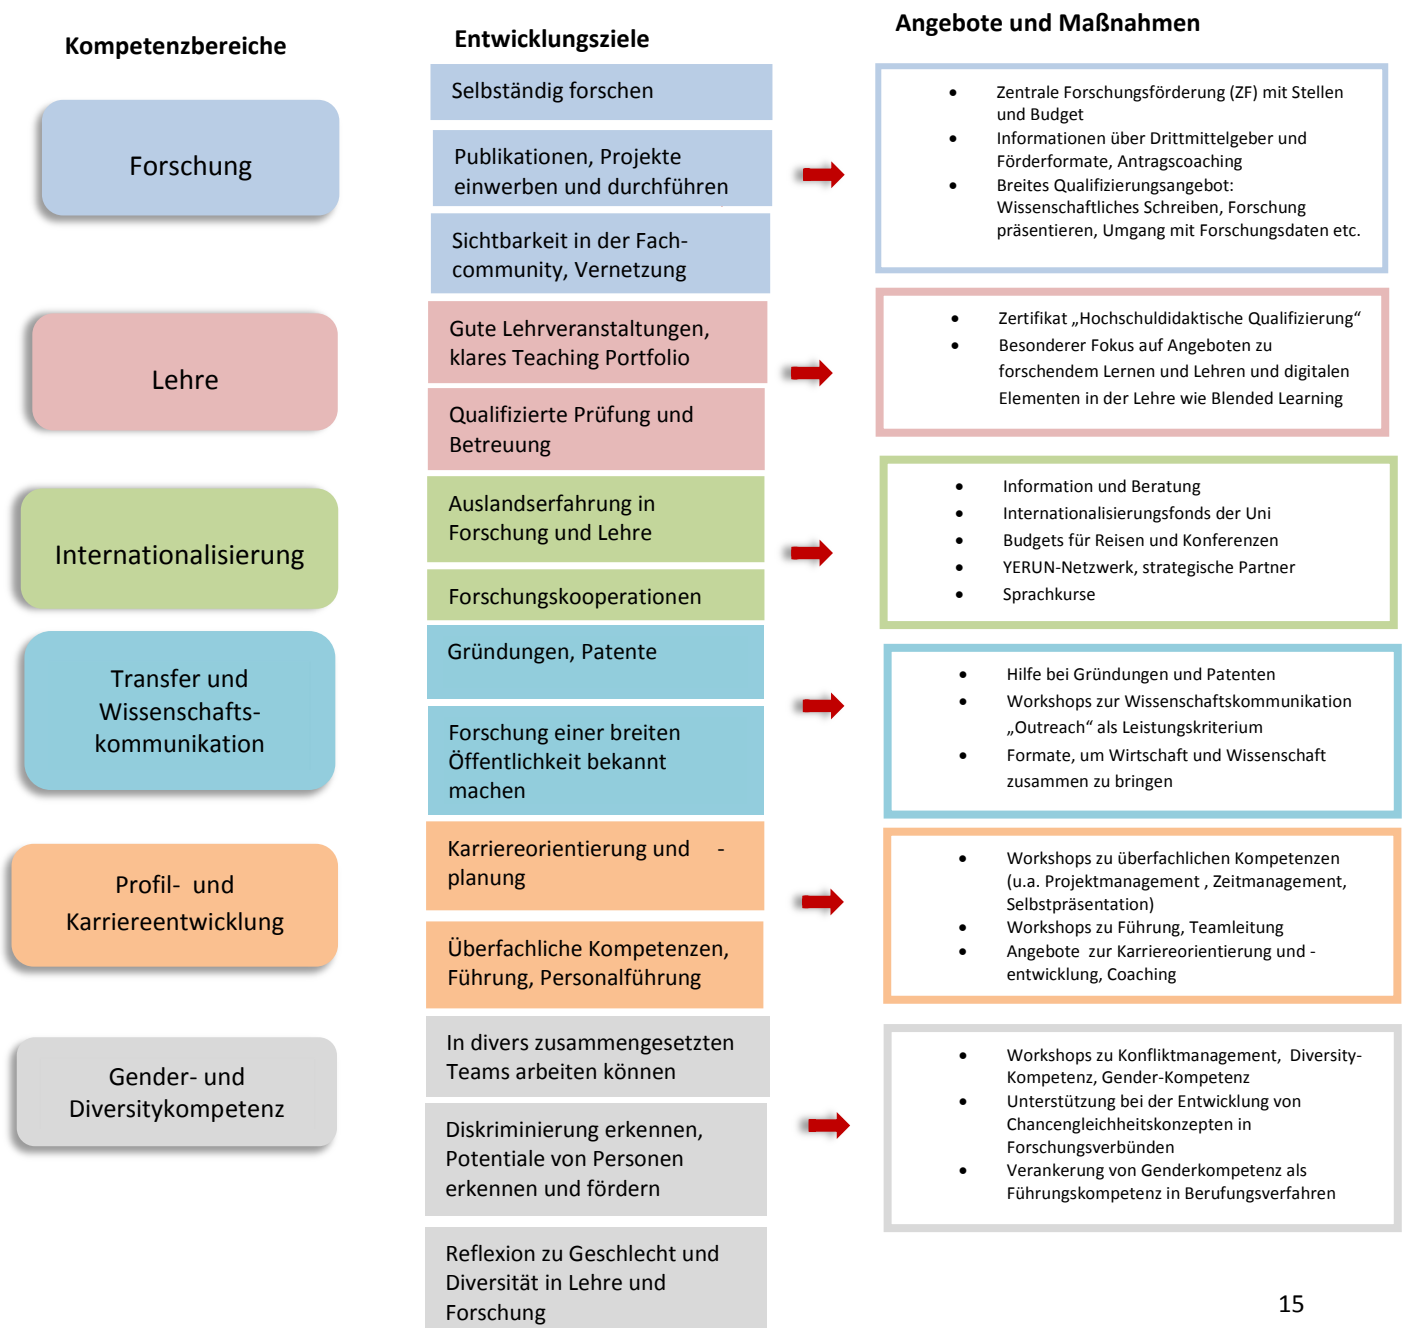 Kompetenzbereiche
Entwicklungsziele
Angebote und Maßnahmen
Forschung
Selbständig forschen
Publikationen, Projekte
einwerben und durchführen
Sichtbarkeit in der Fach-
community, Vernetzung
• Zentrale Forschungsförderung (ZF) mit Stellen
und Budget
• Informationen über Drittmittelgeber und
Förderformate, Antragscoaching
• Breites Qualifizierungsangebot:
Wissenschaftliches Schreiben, Forschung
präsentieren, Umgang mit Forschungsdaten etc.
Lehre
Gute Lehrveranstaltungen,
klares Teaching Portfolio
Qualifizierte Prüfung und
Betreuung
• Zertifikat „Hochschuldidaktische Qualifizierung“
• Besonderer Fokus auf Angeboten zu
forschendem Lernen und Lehren und digitalen
Elementen in der Lehre wie Blended Learning
Internationalisierung
Auslandserfahrung in
Forschung und Lehre
Forschungskooperationen
• Information und Beratung
• Internationalisierungsfonds der Uni
• Budgets für Reisen und Konferenzen
• YERUN-Netzwerk, strategische Partner
• Sprachkurse
Transfer und
Wissenschafts-
kommunikation
Gründungen, Patente
Forschung einer breiten
Öffentlichkeit bekannt
machen
• Hilfe bei Gründungen und Patenten
• Workshops zur Wissenschaftskommunikation
„Outreach“ als Leistungskriterium
• Formate, um Wirtschaft und Wissenschaft
zusammen zu bringen
Profil- und
Karriereentwicklung
Karriereorientierung und -
planung
Überfachliche Kompetenzen,
Führung, Personalführung
• Workshops zu überfachlichen Kompetenzen
(u.a. Projektmanagement , Zeitmanagement,
Selbstpräsentation)
• Workshops zu Führung, Teamleitung
• Angebote zur Karriereorientierung und -
entwicklung, Coaching
Gender- und
Diversitykompetenz
In divers zusammengesetzten
Teams arbeiten können
Diskriminierung erkennen,
Potentiale von Personen
erkennen und fördern
Reflexion zu Geschlecht und
Diversität in Lehre und
Forschung
• Workshops zu Konfliktmanagement, Diversity-
Kompetenz, Gender-Kompetenz
• Unterstützung bei der Entwicklung von
Chancengleichheitskonzepten in
Forschungsverbünden
• Verankerung von Genderkompetenz als
Führungskompetenz in Berufungsverfahren
15